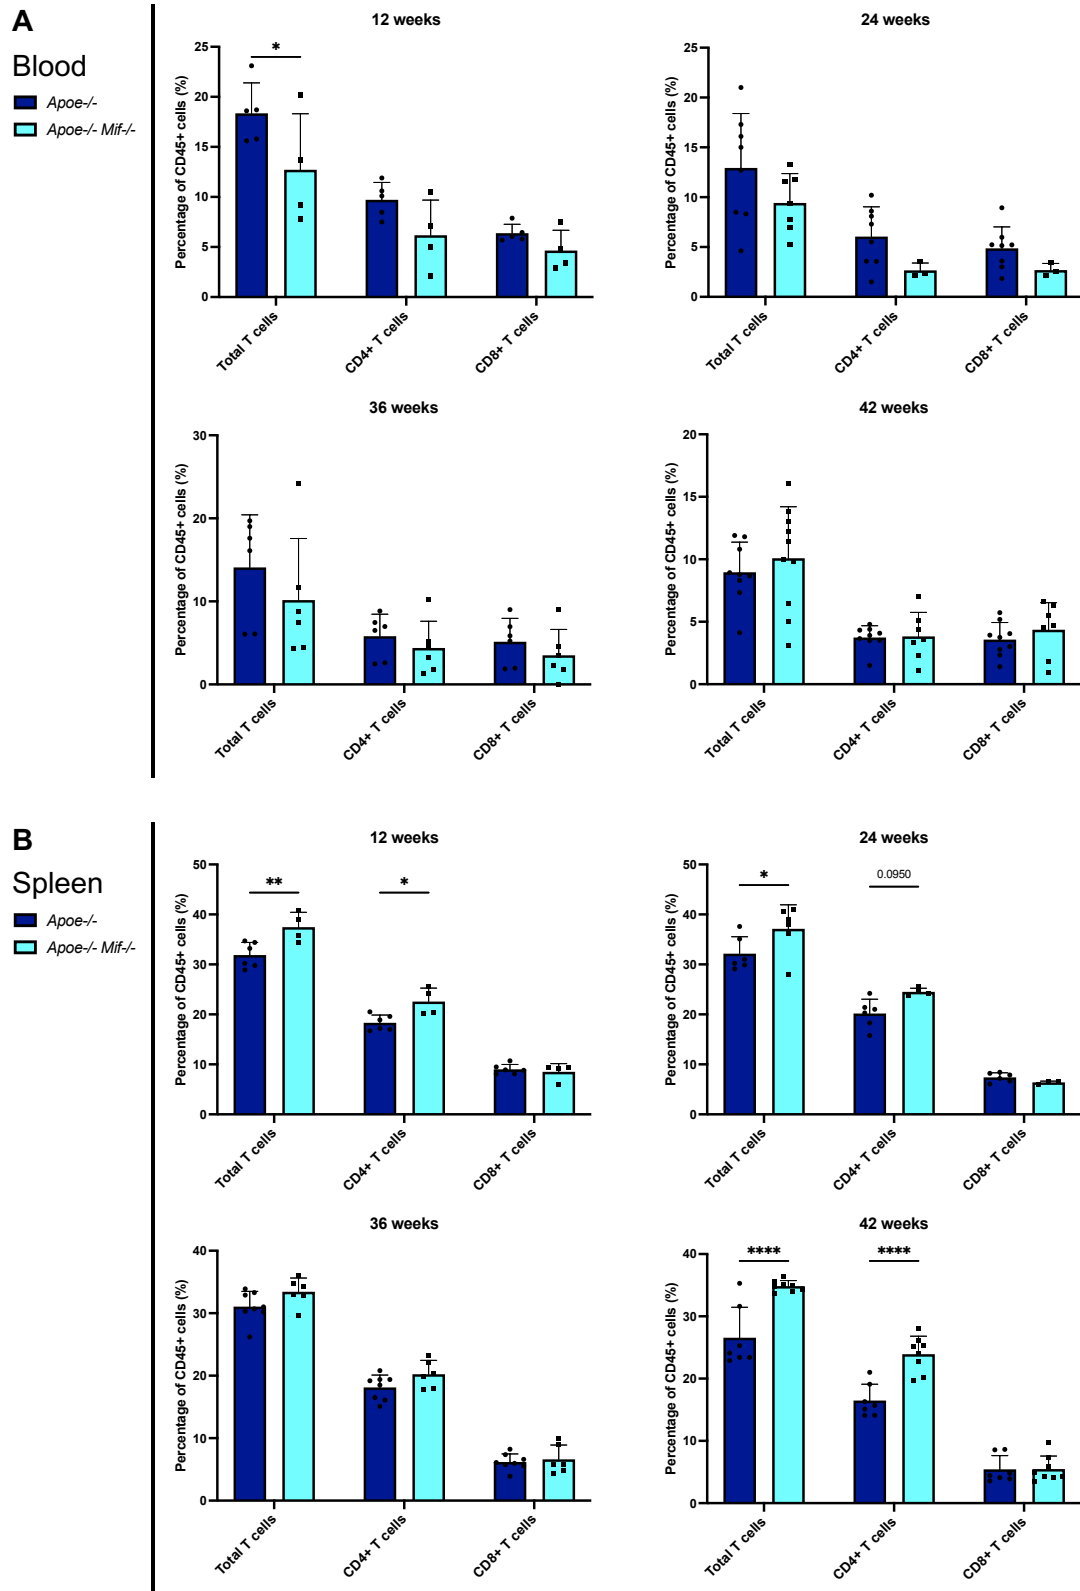 A
Blood
Apoe-/-
Apoe-/- Mif-/-
12 weeks
Percentage of CD45+ cells (%)
25
20
15
10
5
0
*
Total T cells
CD4+ T cells
CD8+ T cells
24 weeks
Percentage of CD45+ cells (%)
25
20
15
10
5
0
Total T cells
CD4+ T cells
CD8+ T cells
36 weeks
Percentage of CD45+ cells (%)
30
20
10
0
Total T cells
CD4+ T cells
CD8+ T cells
42 weeks
Percentage of CD45+ cells (%)
20
15
10
5
0
Total T cells
CD4+ T cells
CD8+ T cells
B
Spleen
Apoe-/-
Apoe-/- Mif-/-
12 weeks
Percentage of CD45+ cells (%)
50
40
30
20
10
0
**
*
Total T cells
CD4+ T cells
CD8+ T cells
24 weeks
Percentage of CD45+ cells (%)
50
40
30
20
10
0
*
0.0950
Total T cells
CD4+ T cells
CD8+ T cells
36 weeks
Percentage of CD45+ cells (%)
40
30
20
10
0
Total T cells
CD4+ T cells
CD8+ T cells
42 weeks
Percentage of CD45+ cells (%)
40
30
20
10
0
****
****
Total T cells
CD4+ T cells
CD8+ T cells